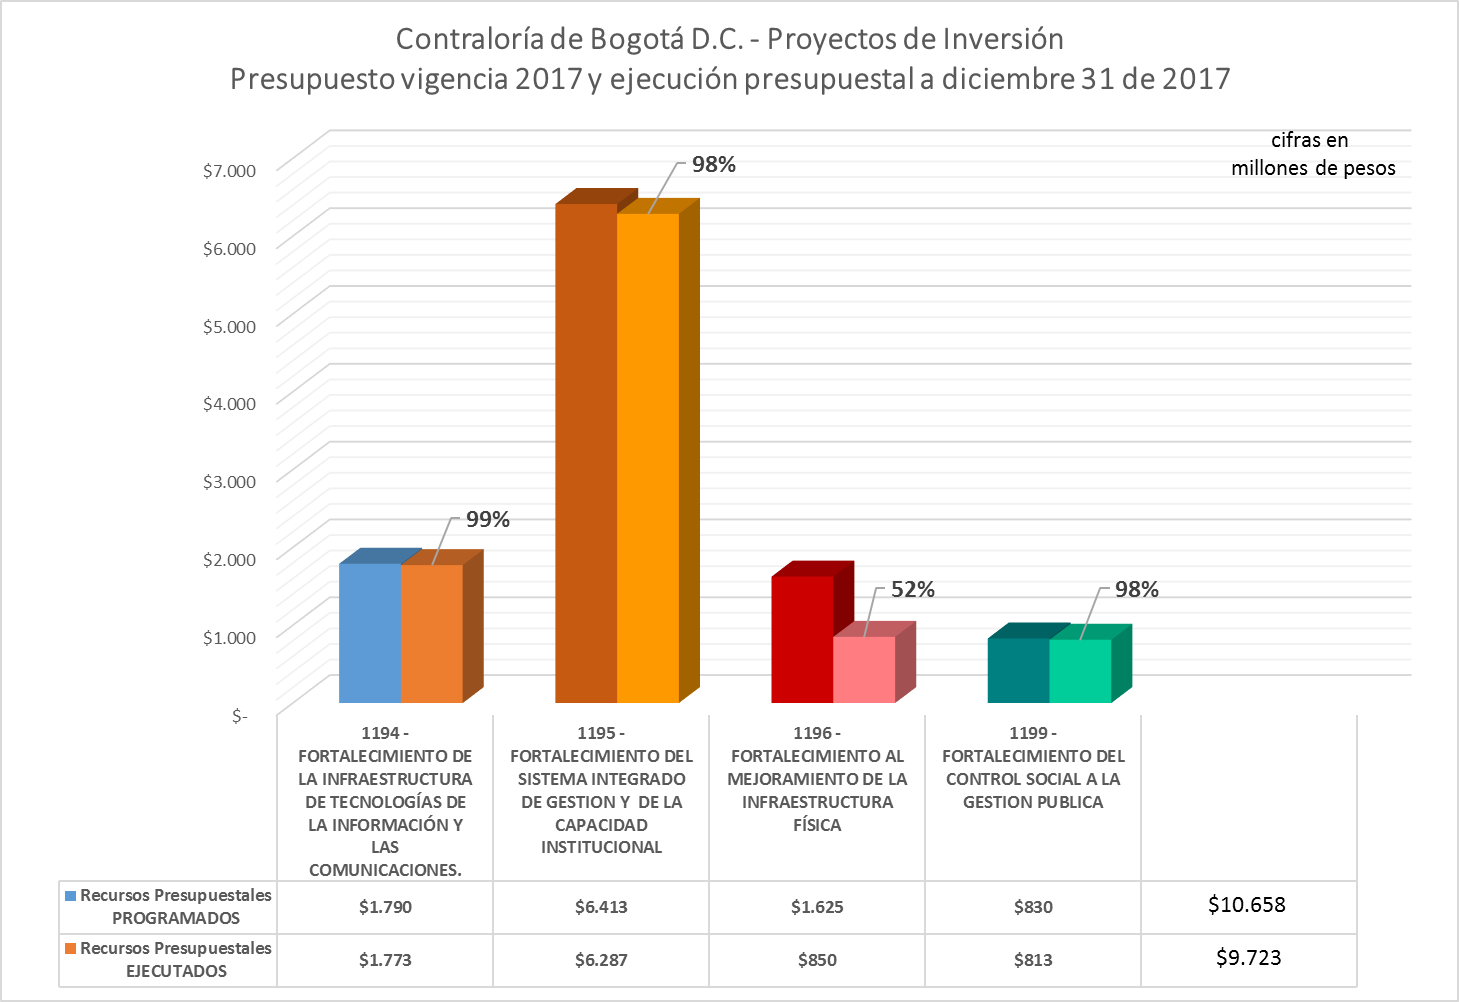 Contraloría de Bogotá D.C. - Proyectos de Inversión
Presupuesto vigencia 2017 y ejecución presupuestal a diciembre 31 de 2017
cifras en
millones de pesos
$7.000
$6.000
$5.000
$4.000
$3.000
$2.000
$1.000
$-
99%
98%
52%
98%
1194 -
FORTALECIMIENTO DE
LA INFRAESTRUCTURA
DE TECNOLOGÍAS DE
LA INFORMACIÓN Y
LAS
COMUNICACIONES.
1195 -
FORTALECIMIENTO DEL
SISTEMA INTEGRADO
DE GESTION Y  DE LA
CAPACIDAD
INSTITUCIONAL
1196 -
FORTALECIMIENTO AL
MEJORAMIENTO DE LA
INFRAESTRUCTURA
FÍSICA
1199 -
FORTALECIMIENTO DEL
CONTROL SOCIAL A LA
GESTION PUBLICA
Recursos Presupuestales
PROGRAMADOS
$1.790
$6.413
$1.625
$830
$10.658
Recursos Presupuestales
EJECUTADOS
$1.773
$6.287
$850
$813
$9.723